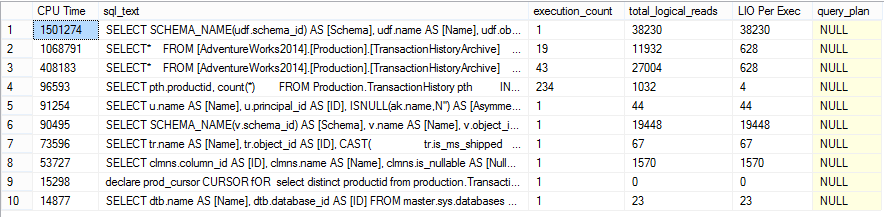 CPU Time sql_text execution_count total_logical_reads LIO Per Exec query_plan
1 1501274 SELECT SCHEMA_NAME(udf.schema_id) AS [Schema], udf.name AS [Name], udf.ob... 1 38230 38230 NULL
2 1068791 SELECT* FROM [AdventureWorks2014].[Production].[TransactionHistoryArchive] ... 19 11932 628 NULL
3 408183 SELECT* FROM [AdventureWorks2014].[Production].[TransactionHistoryArchive] ... 43 27004 628 NULL
4 96593 SELECT pth.productid, count(*) FROM Production.TransactionHistory pth IN... 234 1032 4 NULL
5 91254 SELECT u.name AS [Name], u.principal_id AS [ID], ISNULL(ak.name,N'') AS [Asymme... 1 44 44 NULL
6 90495 SELECT SCHEMA_NAME(v.schema_id) AS [Schema], v.name AS [Name], v.object_i... 1 19448 19448 NULL
7 73596 SELECT tr.name AS [Name], tr.object_id AS [ID], CAST( tr.is_ms_shipped ... 1 67 67 NULL
8 53727 SELECT clmns.column_id AS [ID], clmns.name AS [Name], clmns.is_nullable AS [Null... 1 1570 1570 NULL
9 15298 declare prod_cursor CURSOR fOR select distinct productid from production.Transac... 1 0 0 NULL
10 14877 SELECT dtb.name AS [Name], dtb.database_id AS [ID] FROM master.sys.databases ... 1 23 23 NULL